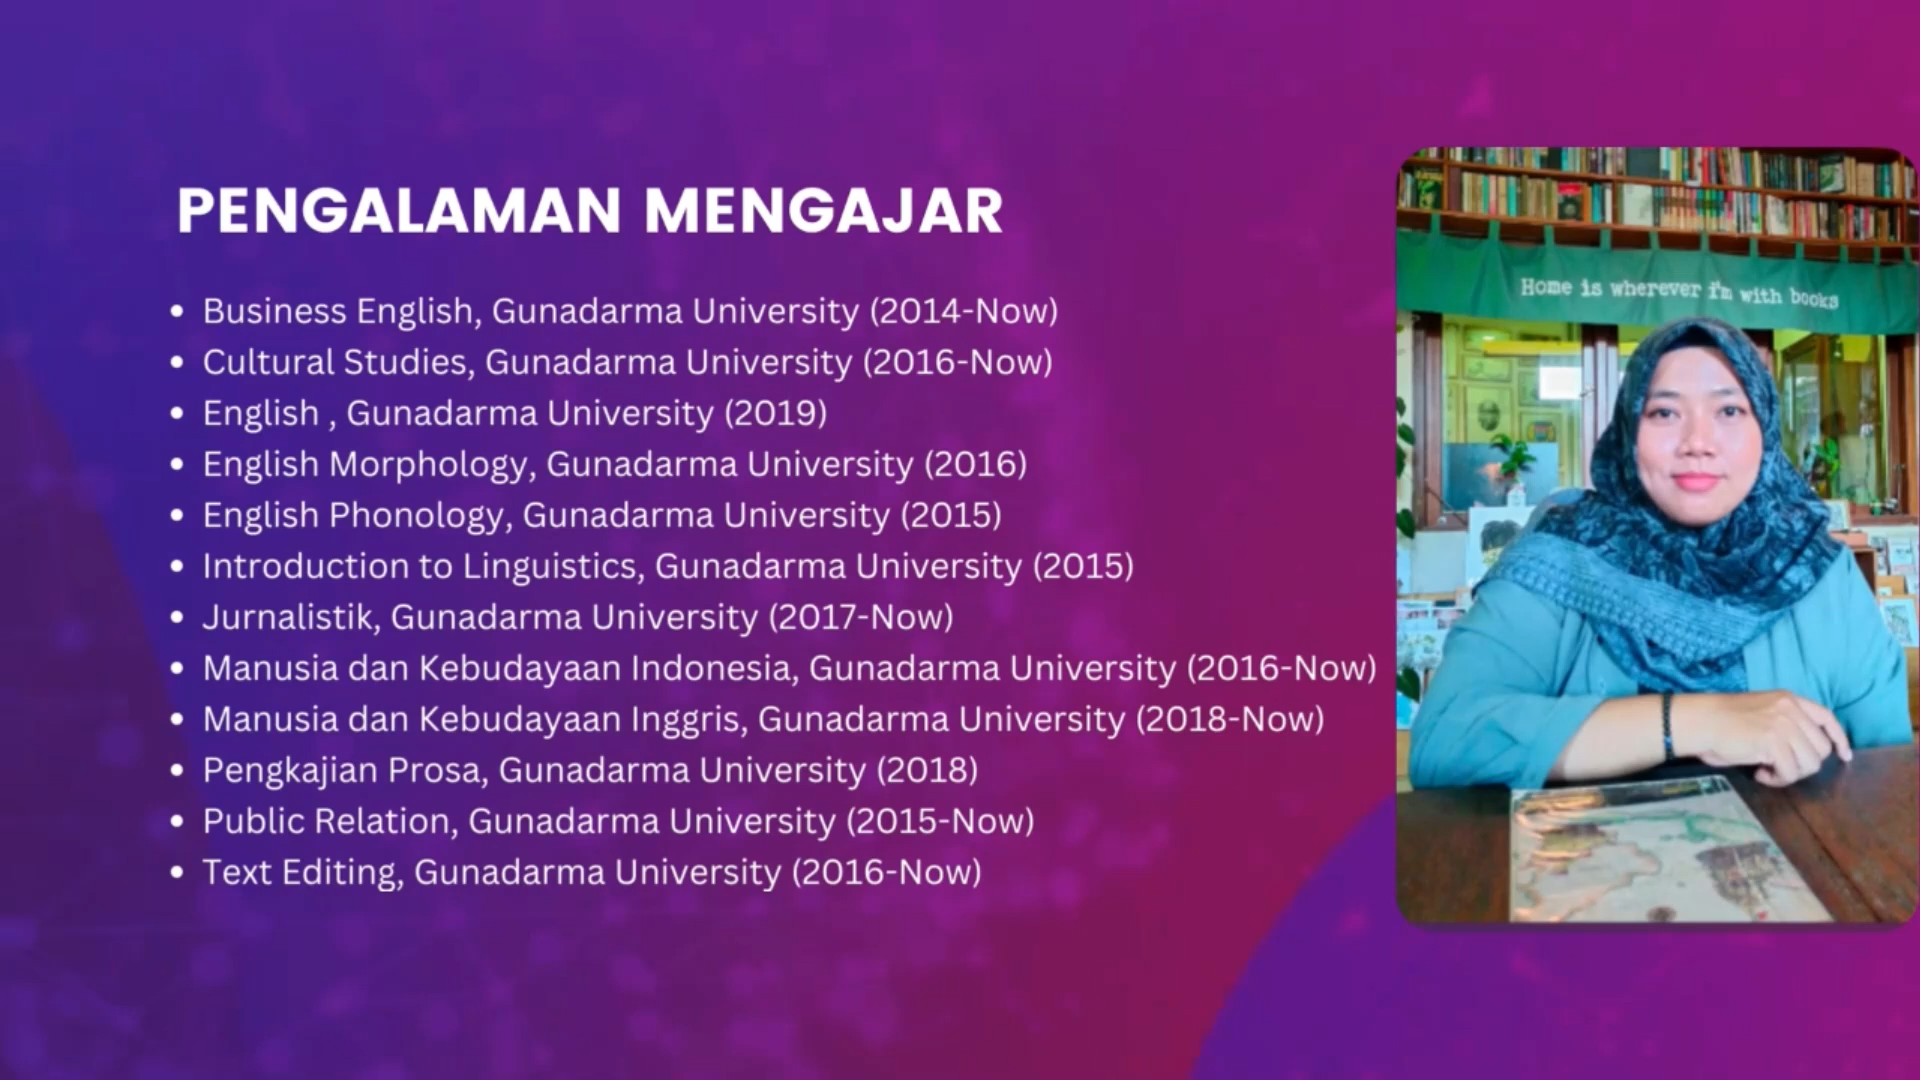 PENGALAMAN MENGAJAR
• Business English, Gunadarma University (2014-Now)
• Cultural Studies, Gunadarma University (2016-Now)
• English , Gunadarma University (2019)
• English Morphology, Gunadarma University (2016)
• English Phonology, Gunadarma University (2015)
• Introduction to Linguistics, Gunadarma University (2015)
• Jurnalistik, Gunadarma University (2017-Now)
• Manusia dan Kebudayaan Indonesia, Gunadarma University (2016-Now)
• Manusia dan Kebudayaan Inggris, Gunadarma University (2018-Now)
• Pengkajian Prosa, Gunadarma University (2018)
• Public Relation, Gunadarma University (2015-Now)
• Text Editing, Gunadarma University (2016-Now)
Home is wherever i'm with books